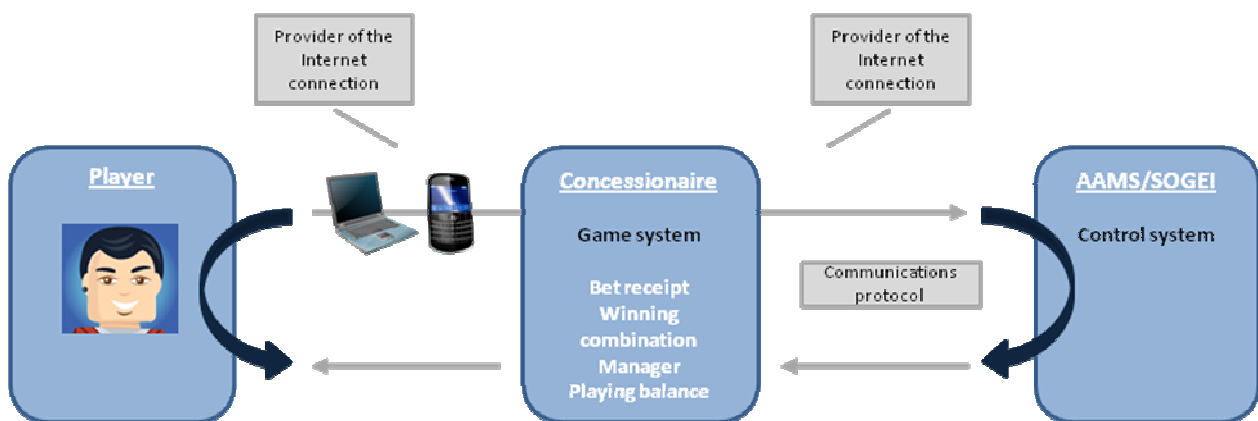 Provider of the
Internet
connection
Provider of the
Internet
connection
Player
Concessionaire
Game system
Bet receipt
Winning
combination
Manager
Playing balance
AAMS/SOGEI
Control system
Communications
protocol